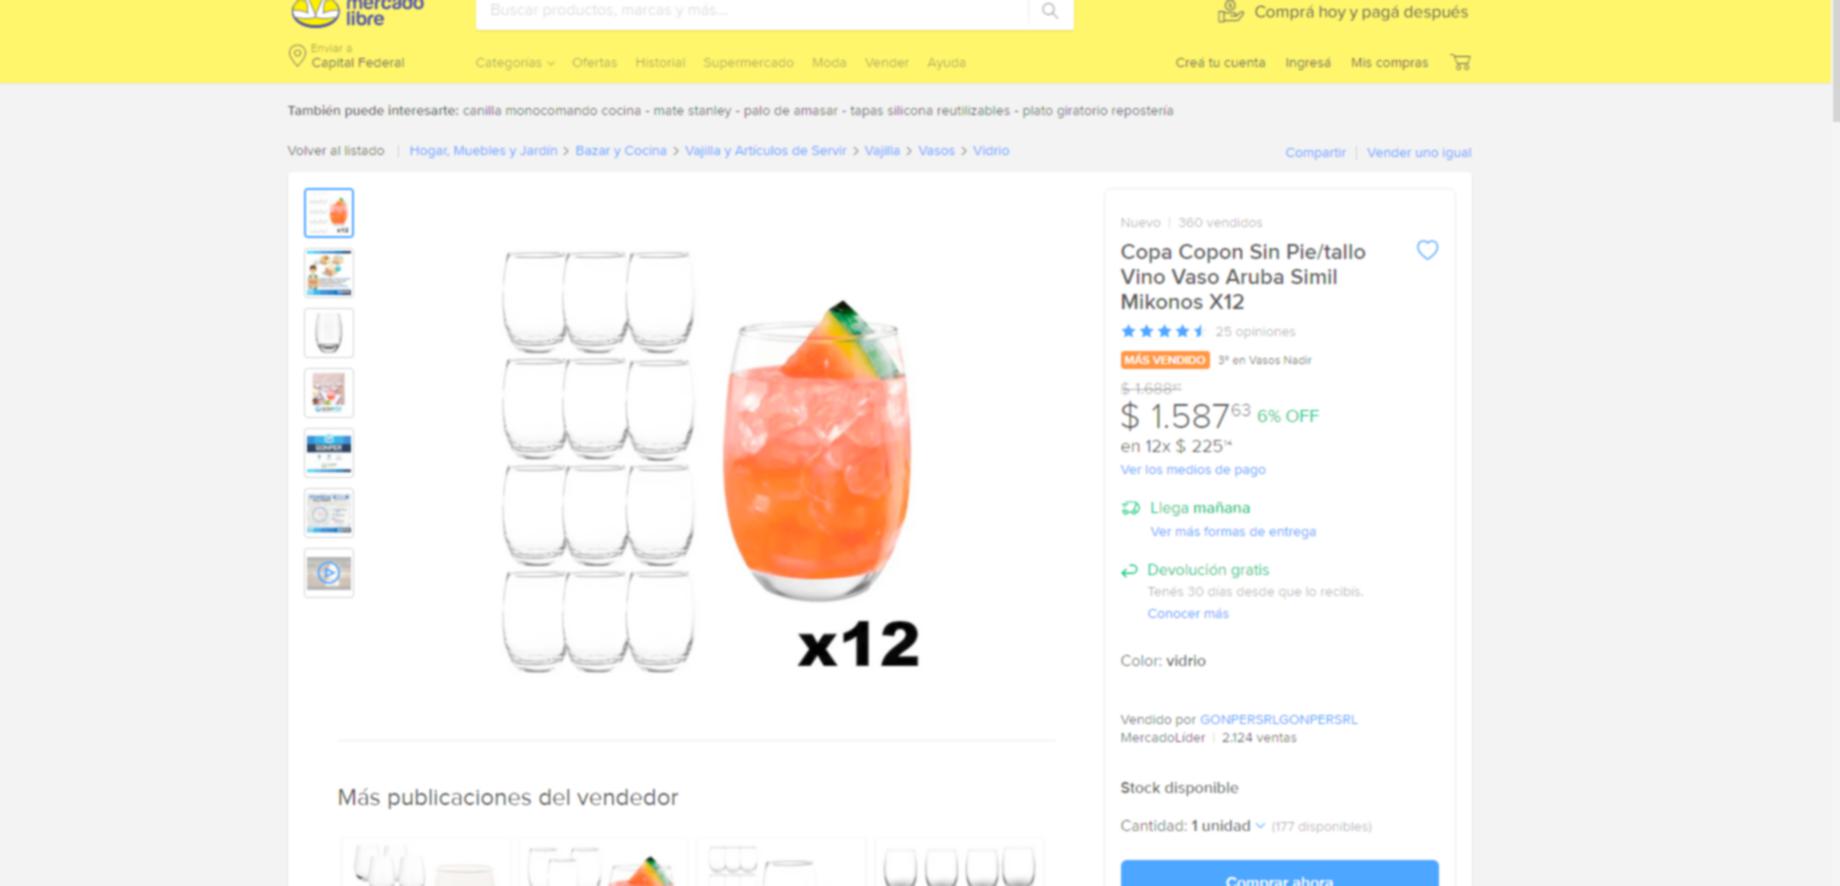 mercado
libre
Buscar productos, marcas y más...
Comprá hoy y pagá después
Enviar a
Capital Federal
Categorías Ofertas Historial Supermercado Moda Vender Ayuda
Creá tu cuenta Ingresá Mis compras
También puede interesarte: canilla monocomando cocina - mate stanley - palo de amasar - tapas silicona reutilizables - plato giratorio repostería
Volver al listado | Hogar, Muebles y Jardín > Bazar y Cocina > Vajilla y Artículos de Servir > Vajilla > Vasos > Vidrio
Compartir | Vender uno igual
x12
x12
Nuevo | 360 vendidos
Copa Copon Sin Pie/tallo
Vino Vaso Aruba Simil
Mikonos X12
25 opiniones
MÁS VENDIDO 3º en Vasos Nadir
$ 1.688
$ 1.587 63 6% OFF
en 12x $ 225 14
Ver los medios de pago
Llega mañana
Ver más formas de entrega
Devolución gratis
Tenés 30 días desde que lo recibís.
Conocer más
Color: vidrio
Vendido por GONPERSRLGONPERSRL
MercadoLíder | 2.124 ventas
Stock disponible
Cantidad: 1 unidad (177 disponibles)
Comprar ahora
Más publicaciones del vendedor